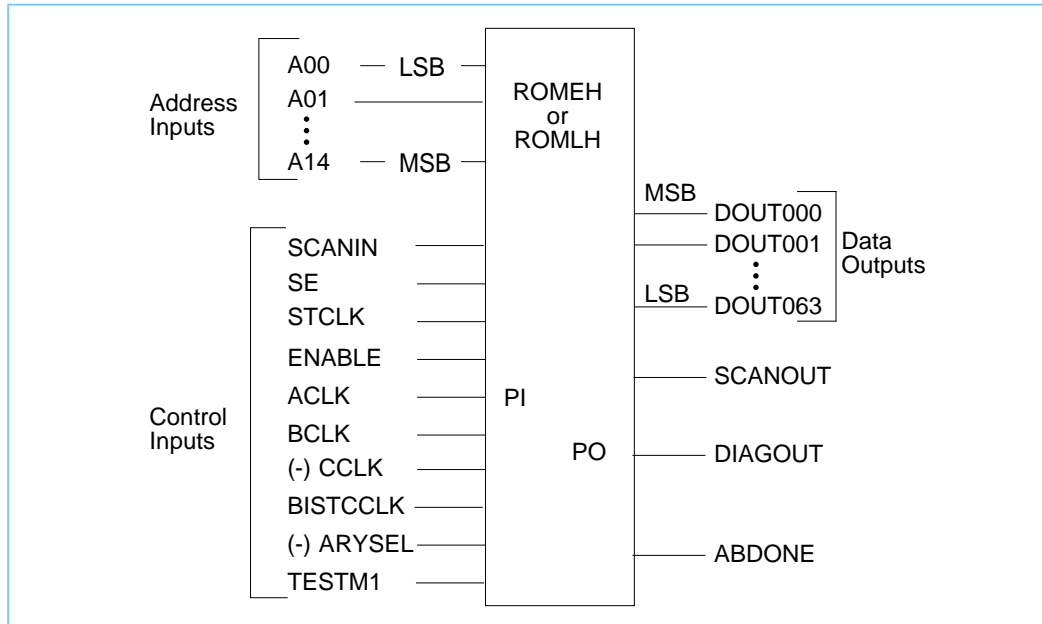 Address
Inputs
A00 LSB
A01
A14 MSB
Control
Inputs
SCANIN
SE
STCLK
ENABLE
ACLK
BCLK
(-) CCLK
BISTCCLK
(-) ARYSEL
TESTM1
ROMEH
or
ROMLH
PI
PO
MSB
DOUT000
DOUT001
LSB
DOUT063
Data
Outputs
SCANOUT
DIAGOUT
ABDONE